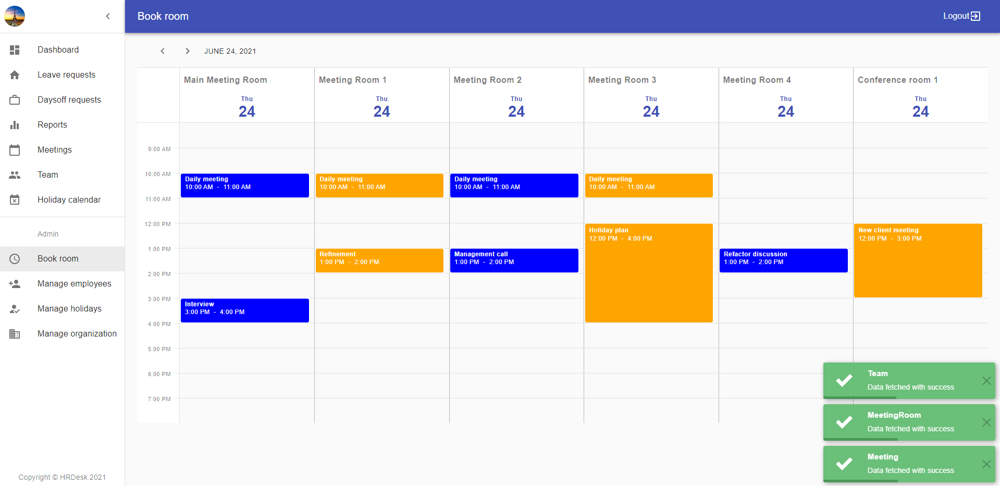 Book room
Logout
Dashboard
Leave requests
Daysoff requests
Reports
Meetings
Team
Holiday calendar
Admin
Book room
Manage employees
Manage holidays
Manage organization
Copyright © HRDesk 2021
JUNE 24, 2021
Main Meeting Room
Meeting Room 1
Meeting Room 2
Meeting Room 3
Meeting Room 4
Conference room 1
Thu
24
Thu
24
Thu
24
Thu
24
Thu
24
Thu
24
9:00 AM
10:00 AM
11:00 AM
12:00 PM
1:00 PM
2:00 PM
3:00 PM
4:00 PM
5:00 PM
6:00 PM
7:00 PM
Daily meeting
10:00 AM - 11:00 AM
Interview
3:00 PM - 4:00 PM
Daily meeting
10:00 AM - 11:00 AM
Refinement
1:00 PM - 2:00 PM
Daily meeting
10:00 AM - 11:00 AM
Management call
1:00 PM - 2:00 PM
Daily meeting
10:00 AM - 11:00 AM
Holiday plan
12:00 PM - 4:00 PM
Refactor discussion
1:00 PM - 2:00 PM
New client meeting
12:00 PM - 3:00 PM
Team
Data fetched with success
MeetingRoom
Data fetched with success
Meeting
Data fetched with success